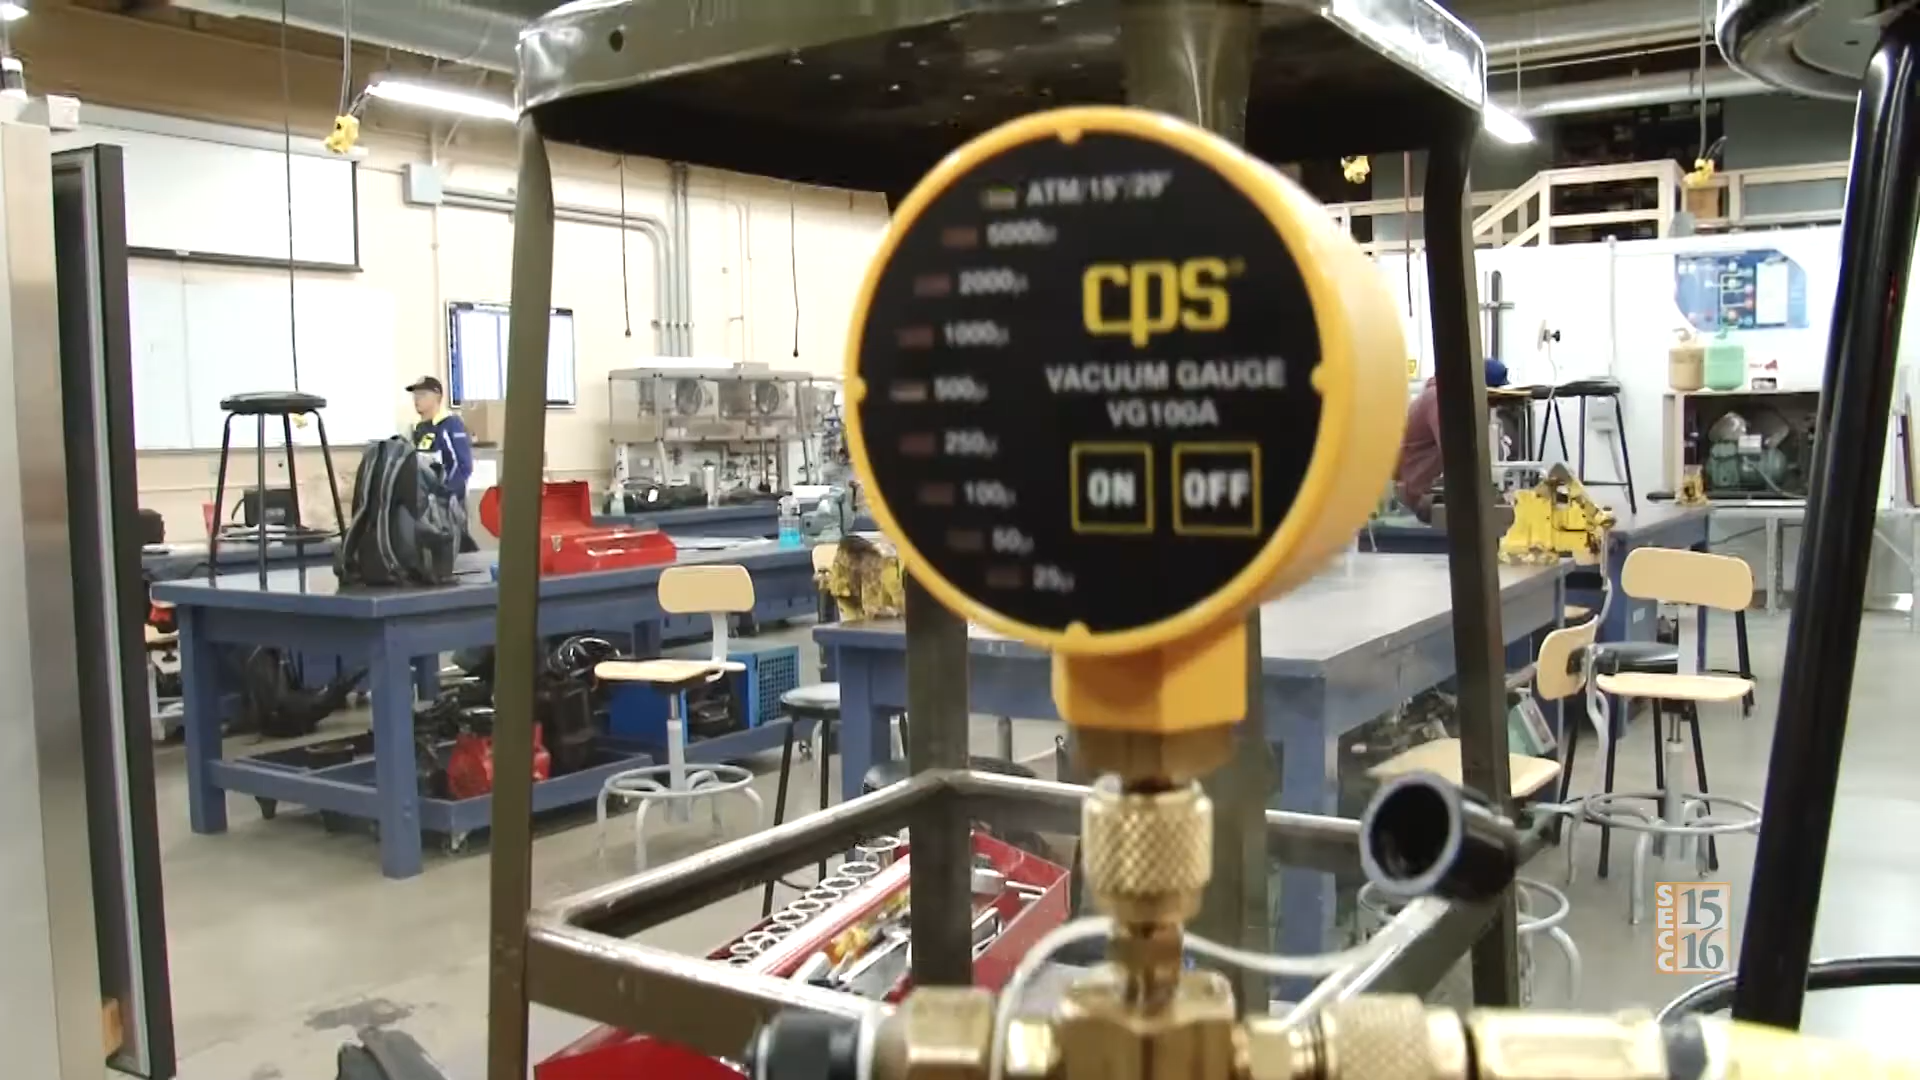 ATM/15"/29"
5000µ
2000µ
1000µ
500µ
250µ
100µ
50µ
25µ
cps®
VACUUM GAUGE
VG100A
ON OFF
SECC
15
16